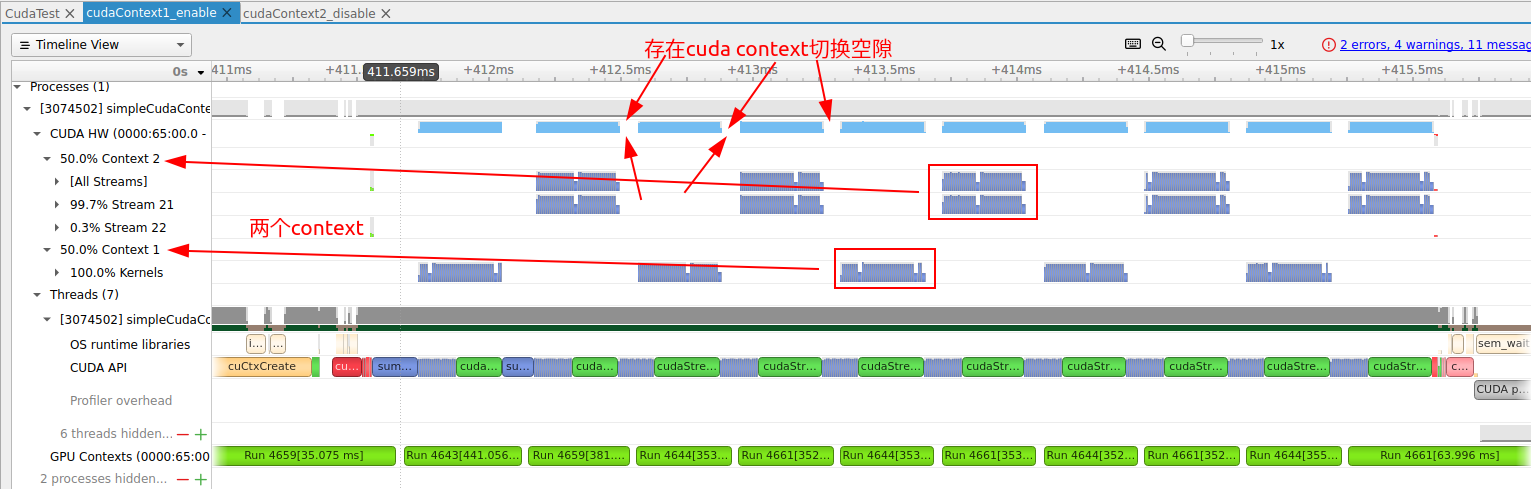 CudaTest
cudaContext1_enable
cudaContext2_disable
Timeline View
存在cuda context切换空隙
1x
2 errors, 4 warnings, 11 messag
0s
411ms
+411.
411.659ms
+412ms
+412.5ms
+413ms
+413.5ms
+414ms
+414.5ms
+415ms
+415.5ms
Processes (1)
[3074502] simpleCudaConte
CUDA HW (0000:65:00.0 -
50.0% Context 2
[All Streams]
99.7% Stream 21
0.3% Stream 22
两个context
50.0% Context 1
100.0% Kernels
Threads (7)
[3074502] simpleCudaCo
OS runtime libraries
i...
...
sem_wait
CUDA API
cuCtxCreate
cu...
sum...
cuda...
su...
cuda...
cudaStre...
cudaStr...
cudaStre...
cudaStr...
cudaStr...
cudaStr...
cudaStre...
cudaStr...
c...
Profiler overhead
CUDA p...
6 threads hidden...
GPU Contexts (0000:65:00
Run 4659[35.075 ms]
Run 4643[441.056...
Run 4659[381....
Run 4644[353...
Run 4661[352...
Run 4644[353...
Run 4661[353...
Run 4644[352...
Run 4661[352...
Run 4644[355...
Run 4661[63.996 ms]
2 processes hidden...